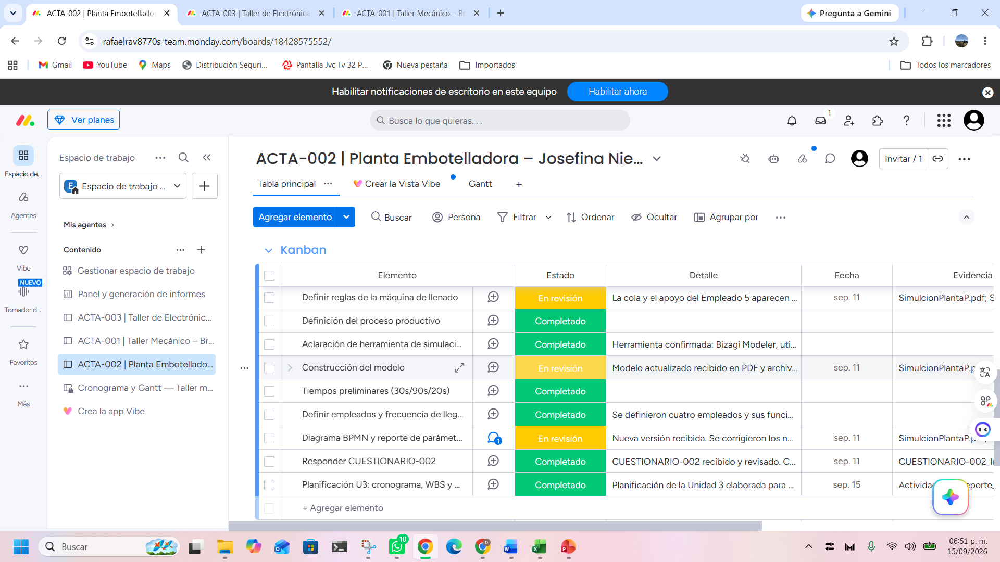 ACTA-002 | Planta Embotellado
ACTA-003 | Taller de Electrónica
ACTA-001 | Taller Mecánico – Br
Pregunta a Gemini
rafaelrav8770s-team.monday.com/boards/18428575552/
Gmail
YouTube
Maps
Distribución Seguri...
Pantalla Jvc Tv 32 P...
Nueva pestaña
Importados
Todos los marcadores
Habilitar notificaciones de escritorio en este equipo
Habilitar ahora
Ver planes
Busca lo que quieras. . .
1
Espacio de...
Agentes
Vibe
NUEVO
Tomador d...
Favoritos
Más
Espacio de trabajo
E
Espacio de trabajo ...
Mis agentes
Contenido
Gestionar espacio de trabajo
Panel y generación de informes
ACTA-003 | Taller de Electrónic...
ACTA-001 | Taller Mecánico – Br...
ACTA-002 | Planta Embotellado...
Cronograma y Gantt — Taller m...
Crea la app Vibe
ACTA-002 | Planta Embotelladora – Josefina Nie...
Invitar / 1
Tabla principal
Crear la Vista Vibe
Gantt
Agregar elemento
Buscar
Persona
Filtrar
Ordenar
Ocultar
Agrupar por
Kanban
Elemento Estado Detalle Fecha Evidencia
Definir reglas de la máquina de llenado En revisión La cola y el apoyo del Empleado 5 aparecen ... sep. 11 SimulcionPlantaP.pdf; S
Definición del proceso productivo Completado
Aclaración de herramienta de simulaci... Completado Herramienta confirmada: Bizagi Modeler, uti...
Construcción del modelo En revisión Modelo actualizado recibido en PDF y archiv... sep. 11 SimulcionPlantaP.p
Tiempos preliminares (30s/90s/20s) Completado
Definir empleados y frecuencia de lleg... Completado Se definieron cuatro empleados y sus funci...
Diagrama BPMN y reporte de parámet... 1 En revisión Nueva versión recibida. Se corrigieron los n... sep. 11 SimulcionPlantaP.p
Responder CUESTIONARIO-002 Completado CUESTIONARIO-002 recibido y revisado. C... sep. 11 CUESTIONARIO-002_I
Planificación U3: cronograma, WBS y ... Completado Planificación de la Unidad 3 elaborada para ... sep. 15 Activida eporte_
+ Agregar elemento
Buscar
10
06:51 p. m.
15/09/2026